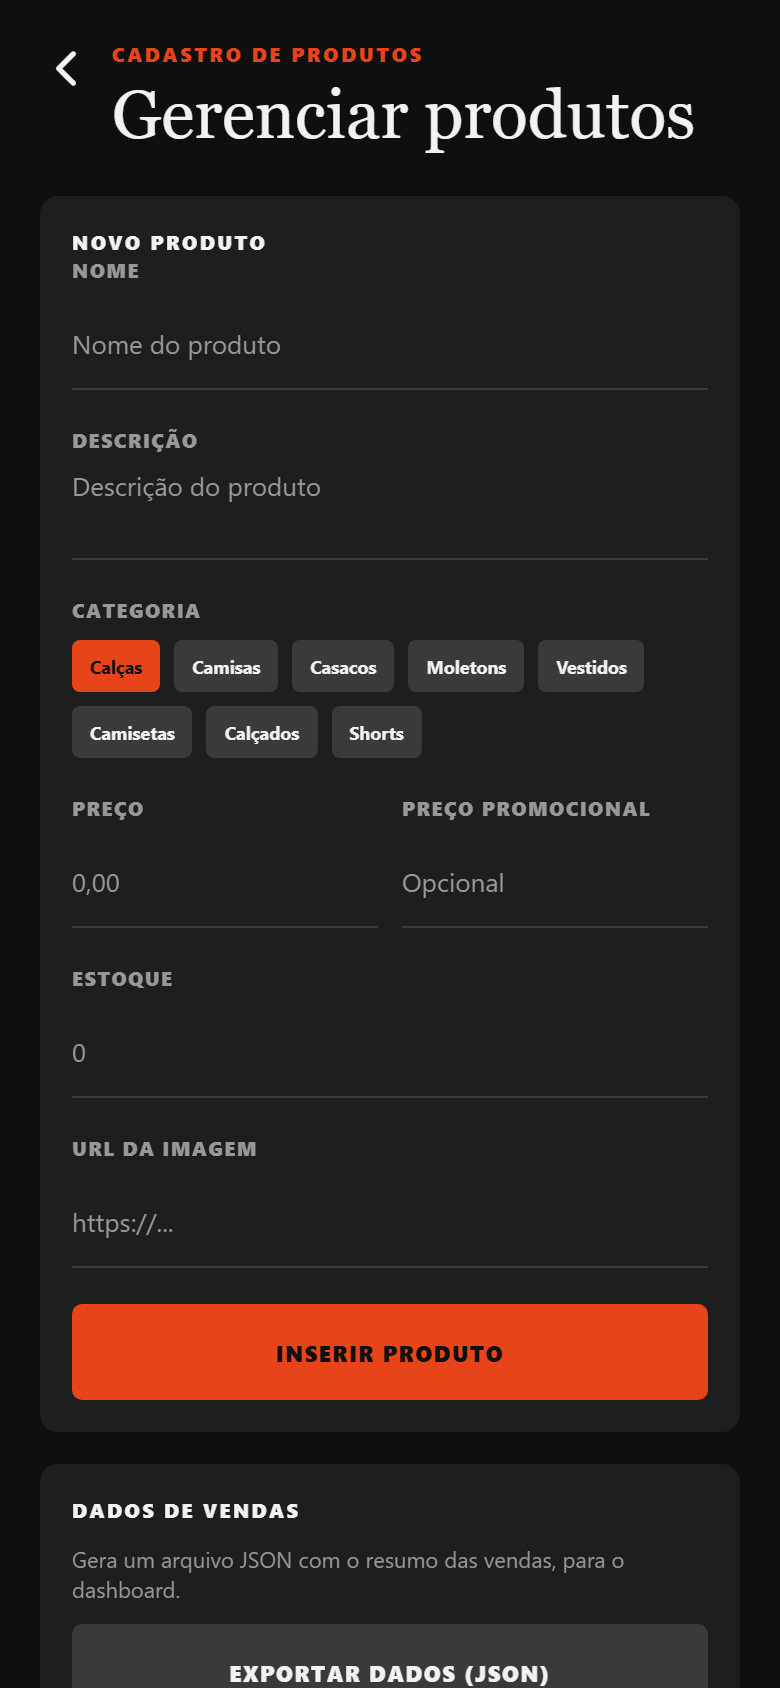 CADASTRO DE PRODUTOS
Gerenciar produtos
NOVO PRODUTO
NOME
Nome do produto
DESCRIÇÃO
Descrição do produto
CATEGORIA
Calças Camisas Casacos Moletons Vestidos
Camisetas Calçados Shorts
PREÇO PREÇO PROMOCIONAL
0,00 Opcional
ESTOQUE
0
URL DA IMAGEM
https://...
INSERIR PRODUTO
DADOS DE VENDAS
Gera um arquivo JSON com o resumo das vendas, para o
dashboard.
EXPORTAR DADOS (JSON)